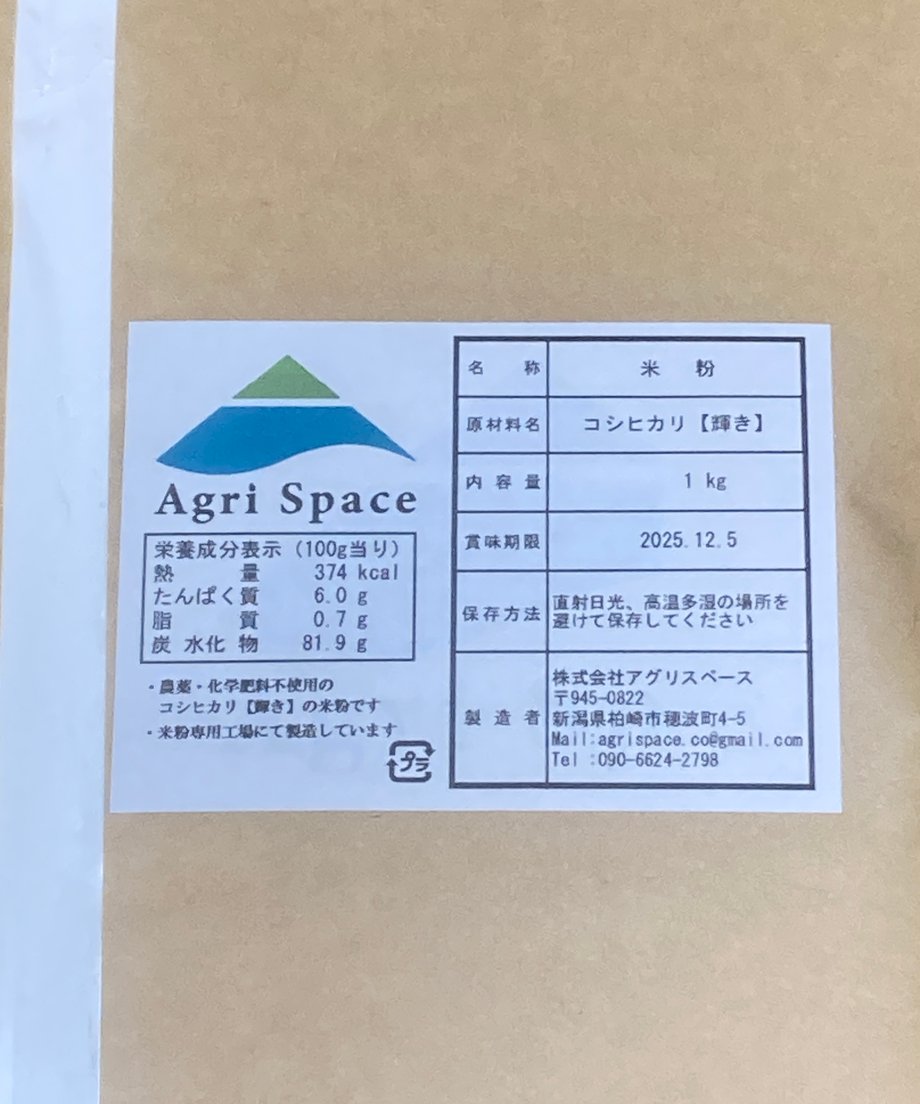 Agri Space
栄養成分表示(100g当り)
熱量 374 kcal
たんぱく質 6.0 g
脂質 0.7 g
炭水化物 81.9 g
・農薬・化学肥料不使用の
コシヒカリ【輝き】の米粉です
・米粉専用工場にて製造しています
プラ
名称 米粉
原材料名 コシヒカリ【輝き】
内容量 1 kg
賞味期限 2025.12.5
保存方法 直射日光、高温多湿の場所を
避けて保存してください
製造者 株式会社アグリスペース
〒945-0822
新潟県柏崎市穂波町4-5
Mail:agrispace.co@gmail.com
Tel :090-6624-2798